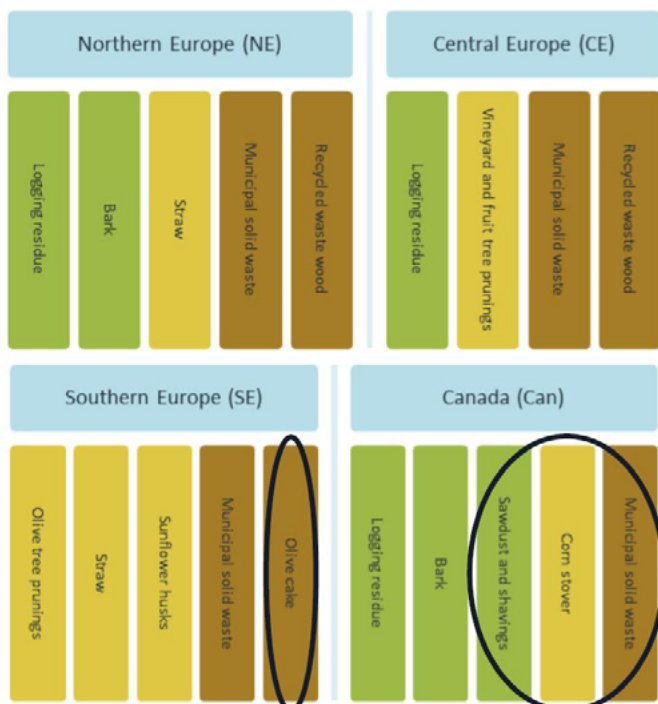 Northern Europe (NE)
Logging residue
Bark
Straw
Municipal solid waste
Recycled waste wood
Central Europe (CE)
Logging residue
Vineyard and fruit tree prunings
Municipal solid waste
Recycled waste wood
Southern Europe (SE)
Olive tree prunings
Straw
Sunflower husks
Municipal solid waste
Olive cake
Canada (Can)
Logging residue
Bark
Sawdust and shavings
Corn stover
Municipal solid waste